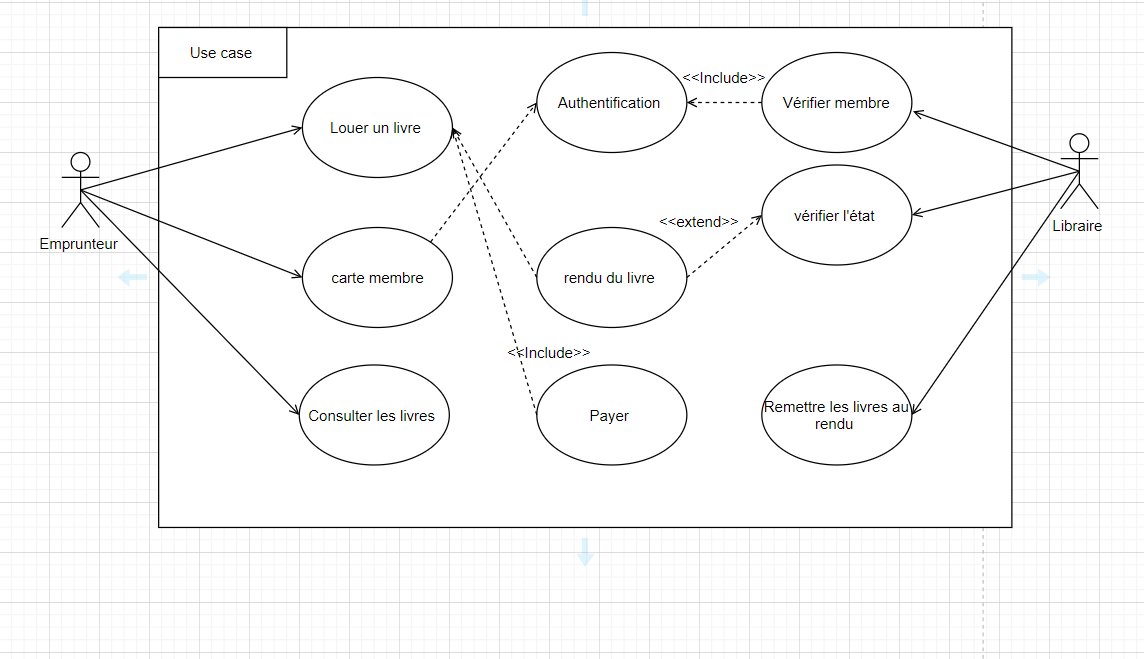 Use case
Louer un livre
Authentification
<<Include>>
Vérifier membre
Emprunteur
carte membre
<<extend>>
rendu du livre
vérifier l'état
Libraire
<<Include>>
Consulter les livres
Payer
Remettre les livres au
rendu